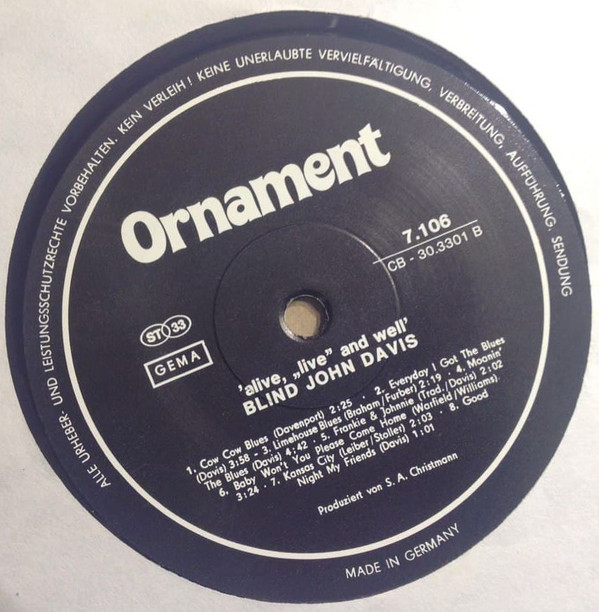 ALLE URHEBER- UND LEISTUNGSSCHUTZRECHTE VORBEHALTEN. KEIN VERLEIH! KEINE UNERLAUBTE VERVIELFÄLTIGUNG, VERBREITUNG, AUFFÜHRUNG, SENDUNG
Ornament
7.106
CB - 30.3301 B
ST 33
GEMA
'alive, „live" and well'
BLIND JOHN DAVIS
1. Cow Cow Blues (Davenport) 2:25 · 2. Everyday I Got The Blues
(Davis) 3:58 - 3. Limehouse Blues (Braham/Furber) 2:19 · 4. Moanin'
The Blues (Davis) 4:42 · 5. Frankie & Johnnie (Trad./Davis) 2:02
6. Baby Won't You Please Come Home (Warfield/Williams)
3:24 · 7. Kansas City (Leiber/Stoller) 2:03 · 8. Good
Night My Friends (Davis) 1:01
Produziert von S. A. Christmann
MADE IN GERMANY